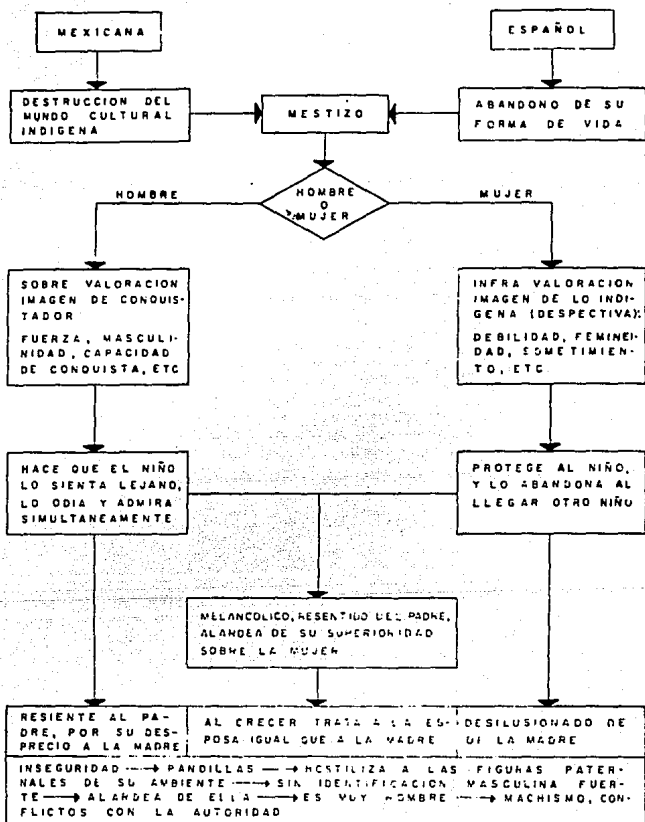 MEXICANA
ESPAÑOL
DESTRUCCION DEL
MUNDO CULTURAL
INDIGENA
MESTIZO
ABANDONO DE SU
FORMA DE VIDA
HOMBRE
HOMBRE
O
MUJER
MUJER
SOBRE VALORACION
IMAGEN DE CONQUIS-
TADOR
FUERZA, MASCULI-
NIDAD, CAPACIDAD
DE CONQUISTA, ETC
INFRA VALORACION
IMAGEN DE LO INDI-
GENA (DESPECTIVA):
DEBILIDAD, FEMINEI-
DAD, SOMETIMIEN-
TO, ETC.
HACE QUE EL NIÑO
LO SIENTA LEJANO,
LO ODIA Y ADMIRA
SIMULTANEAMENTE
PROTEGE AL NIÑO,
Y LO ABANDONA AL
LLEGAR OTRO NIÑO
MELANCOLICO, RESENTIDO DEL PADRE,
ALARDEA DE SU SUPERIORIDAD
SOBRE LA MUJER
RESIENTE AL PA-
DRE, POR SU DES-
PRECIO A LA MADRE
AL CRECER TRATA A LA ES-
POSA IGUAL QUE A LA MADRE
DESILUSIONADO DE
DE LA MADRE
INSEGURIDAD → PANDILLAS → HOSTILIZA A LAS FIGURAS PATER-
NALES DE SU AMBIENTE → SIN IDENTIFICACION MASCULINA FUER-
TE → ALARDEA DE ELLA → ES MUY HOMBRE → MACHISMO, CON-
FLICTOS CON LA AUTORIDAD